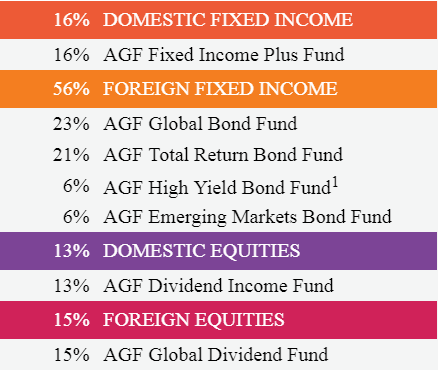 16% DOMESTIC FIXED INCOME
16% AGF Fixed Income Plus Fund
56% FOREIGN FIXED INCOME
23% AGF Global Bond Fund
21% AGF Total Return Bond Fund
6% AGF High Yield Bond Fund¹
6% AGF Emerging Markets Bond Fund
13% DOMESTIC EQUITIES
13% AGF Dividend Income Fund
15% FOREIGN EQUITIES
15% AGF Global Dividend Fund